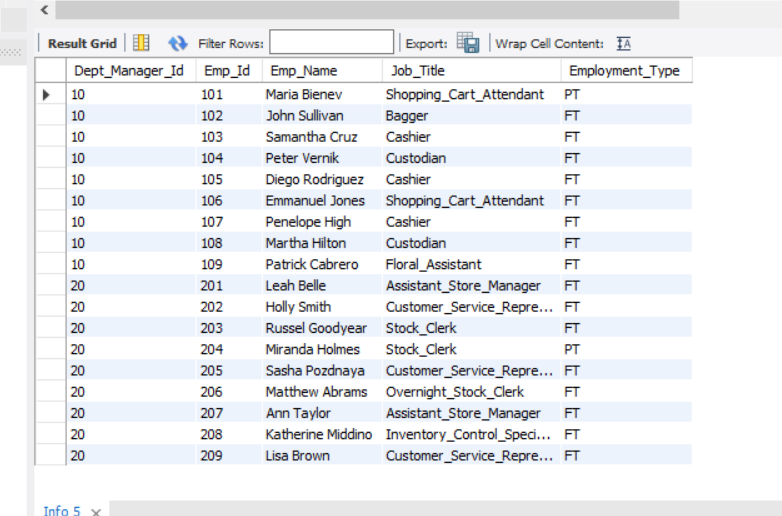 Result Grid Filter Rows: Export: Wrap Cell Content: IA
Dept_Manager_Id Emp_Id Emp_Name Job_Title Employment_Type
10 101 Maria Bienev Shopping_Cart_Attendant PT
10 102 John Sullivan Bagger FT
10 103 Samantha Cruz Cashier FT
10 104 Peter Vernik Custodian FT
10 105 Diego Rodriguez Cashier FT
10 106 Emmanuel Jones Shopping_Cart_Attendant FT
10 107 Penelope High Cashier FT
10 108 Martha Hilton Custodian FT
10 109 Patrick Cabrero Floral_Assistant FT
20 201 Leah Belle Assistant_Store_Manager FT
20 202 Holly Smith Customer_Service_Repre... FT
20 203 Russel Goodyear Stock_Clerk FT
20 204 Miranda Holmes Stock_Clerk PT
20 205 Sasha Pozdnaya Customer_Service_Repre... FT
20 206 Matthew Abrams Overnight_Stock_Clerk FT
20 207 Ann Taylor Assistant_Store_Manager FT
20 208 Katherine Middino Inventory_Control_Speci... FT
20 209 Lisa Brown Customer_Service_Repre... FT
Info 5